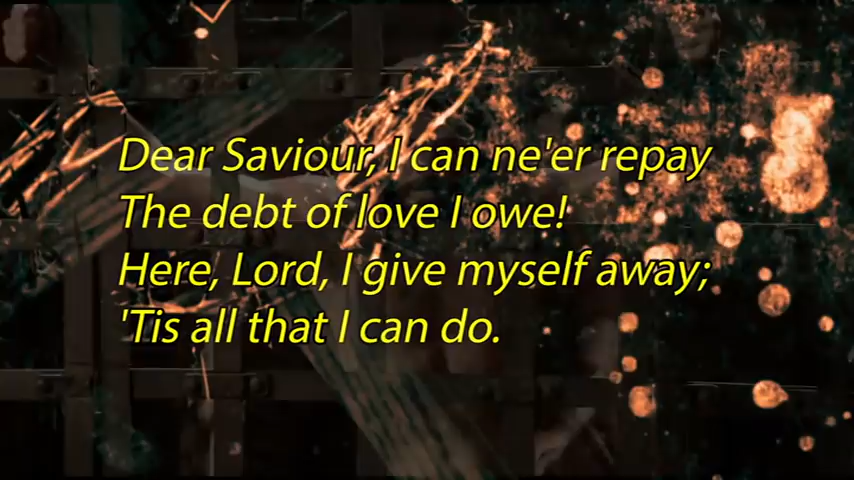 Dear Saviour, I can ne'er repay
The debt of love I owe!
Here, Lord, I give myself away;
'Tis all that I can do.